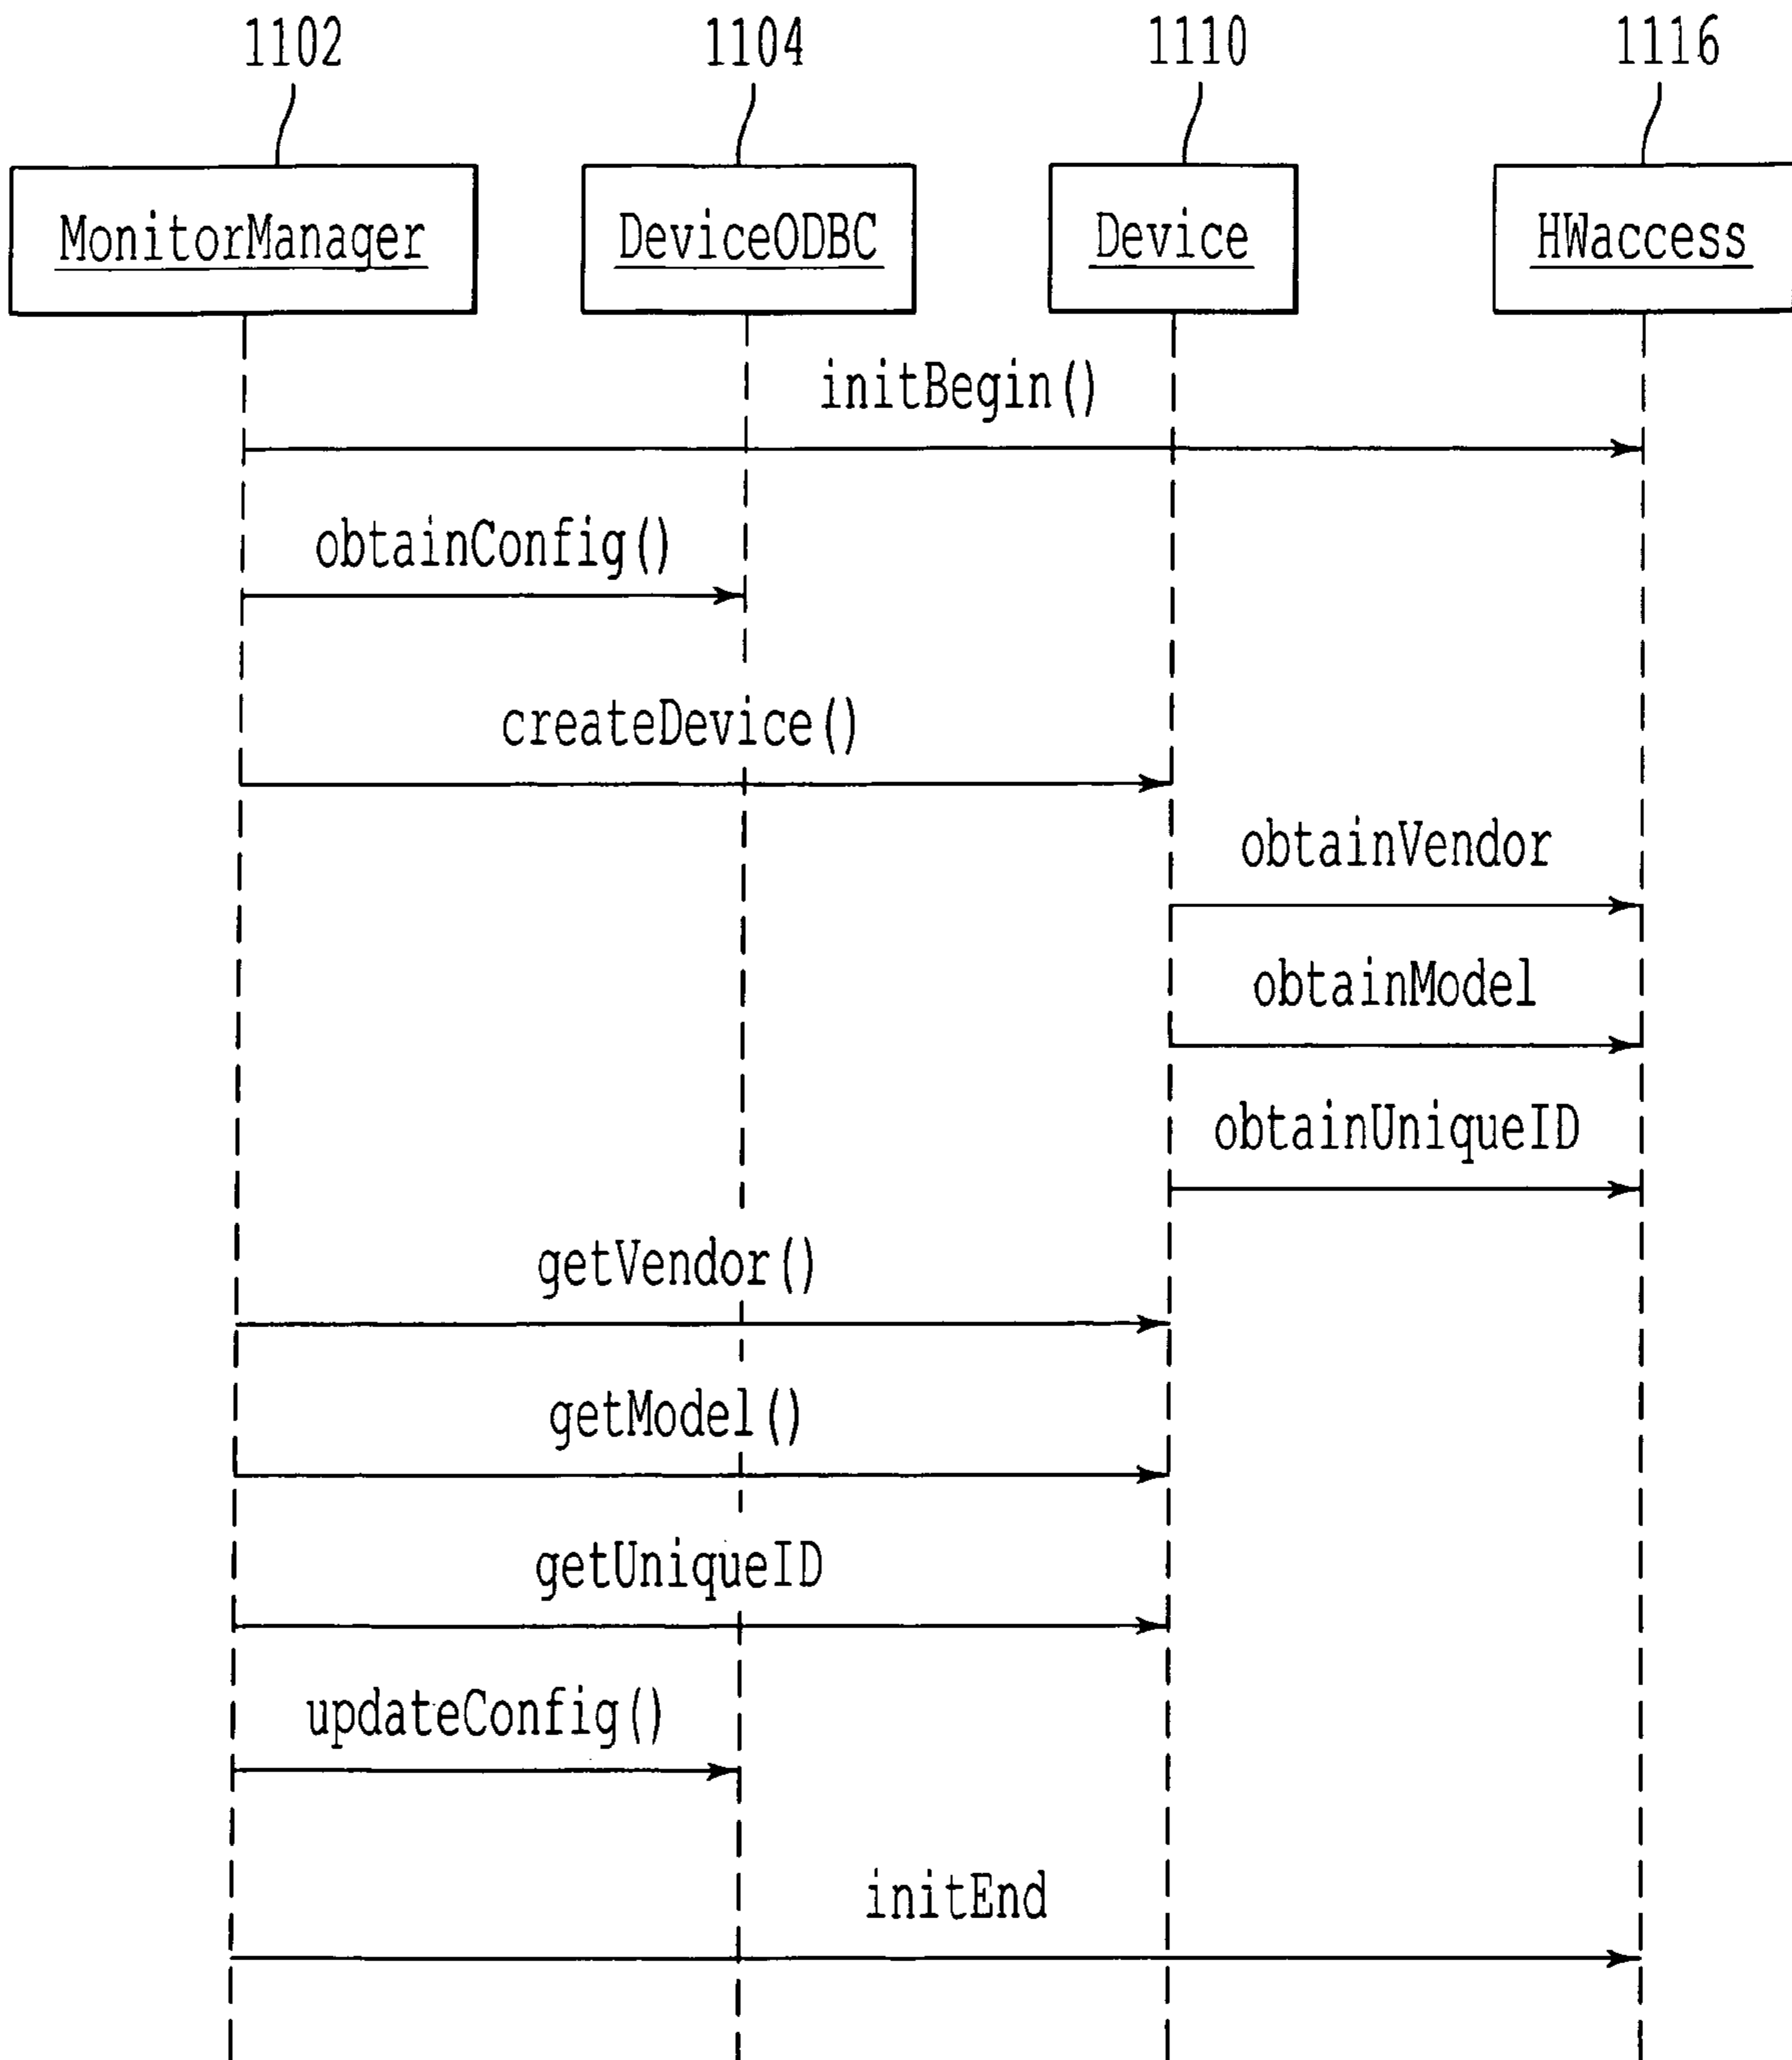 1102 1104 1110 1116
MonitorManager DeviceODBC Device HWaccess
initBegin()
obtainConfig()
createDevice()
obtainVendor
obtainModel
obtainUniqueID
getVendor()
getModel()
getUniqueID
updateConfig()
initEnd